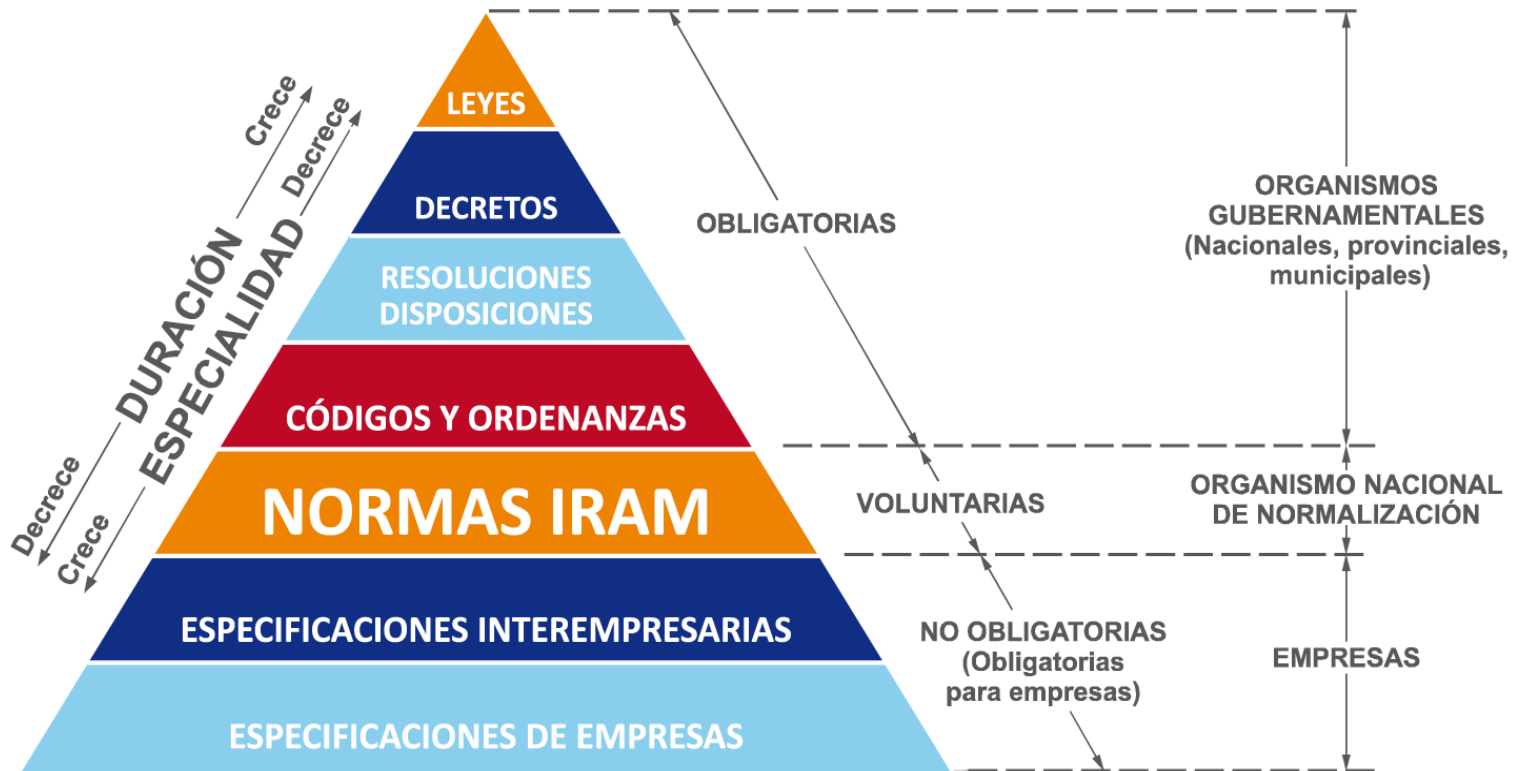 LEYES
DECRETOS
RESOLUCIONES
DISPOSICIONES
CÓDIGOS Y ORDENANZAS
NORMAS IRAM
ESPECIFICACIONES INTEREMPRESARIAS
ESPECIFICACIONES DE EMPRESAS
Decrece DURACIÓN Crece
Crece ESPECIALIDAD Decrece
OBLIGATORIAS
VOLUNTARIAS
NO OBLIGATORIAS
(Obligatorias
para empresas)
ORGANISMOS
GUBERNAMENTALES
(Nacionales, provinciales,
municipales)
ORGANISMO NACIONAL
DE NORMALIZACIÓN
EMPRESAS